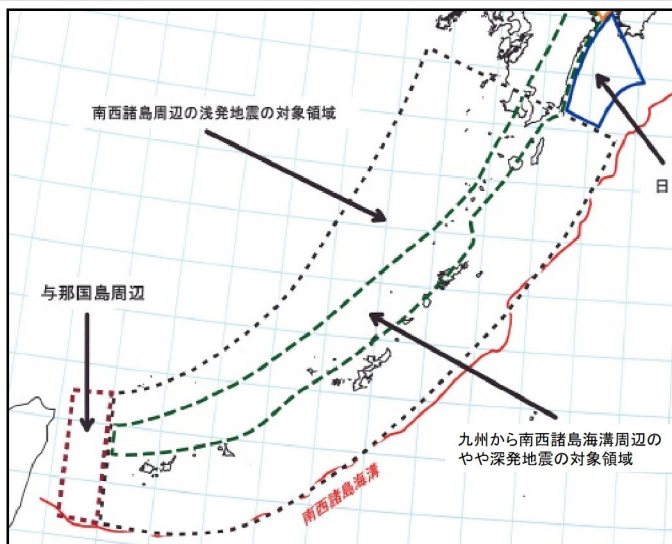 南西諸島周辺の浅発地震の対象領域
日
与那国島周辺
九州から南西諸島海溝周辺の
やや深発地震の対象領域
南西諸島海溝